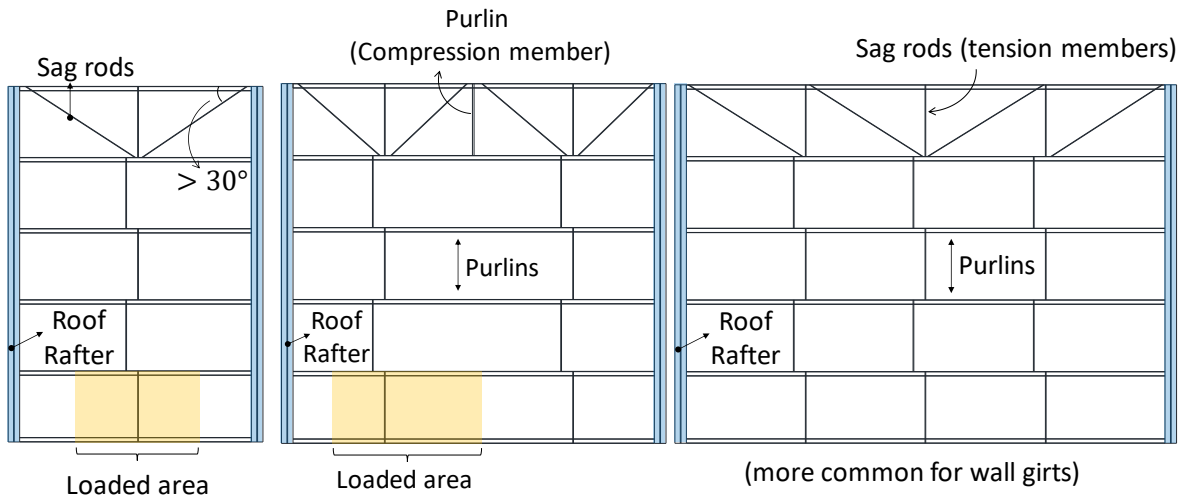 Sag rods
> 30°
Roof
Rafter
Loaded area
Purlin
(Compression member)
Purlins
Roof
Rafter
Loaded area
Sag rods (tension members)
Purlins
Roof
Rafter
(more common for wall girts)